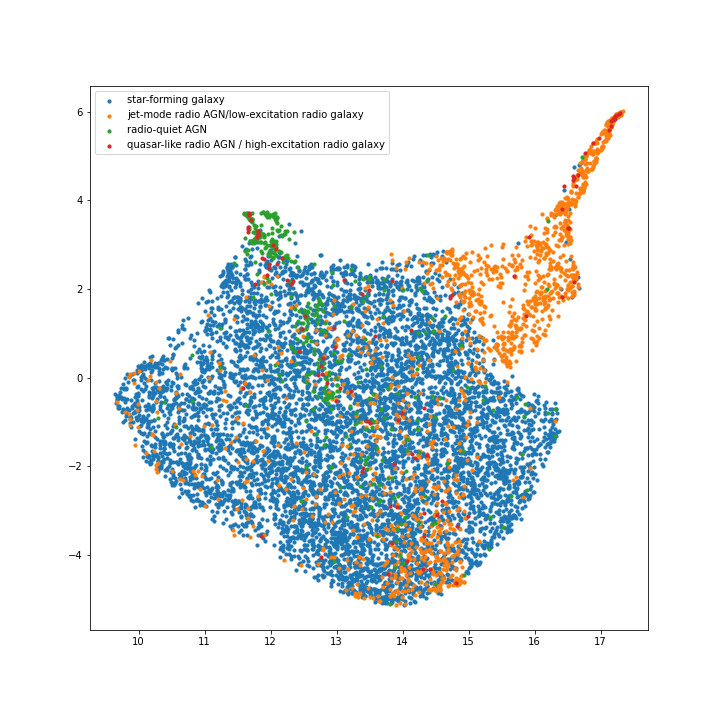 star-forming galaxy
jet-mode radio AGN/low-excitation radio galaxy
radio-quiet AGN
quasar-like radio AGN / high-excitation radio galaxy
6
4
2
0
−2
−4
10 11 12 13 14 15 16 17